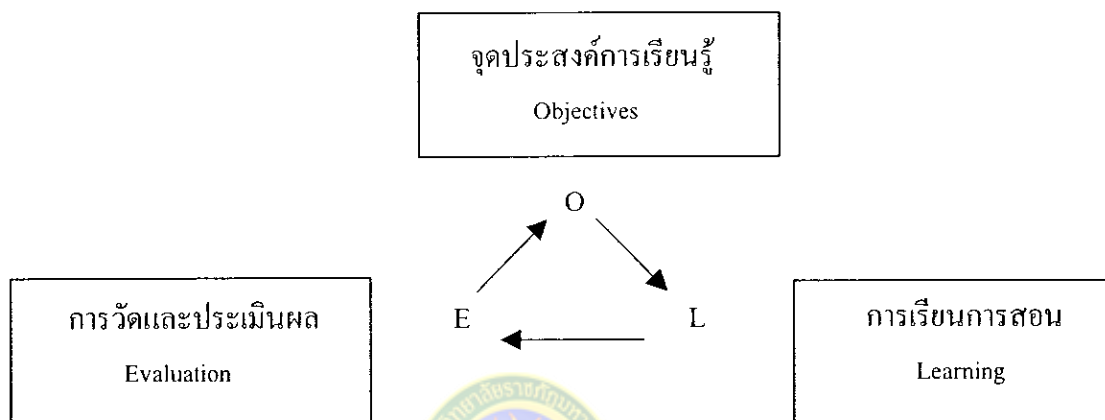 จุดประสงค์การเรียนรู้
Objectives
O
การวัดและประเมินผล
Evaluation
E
L
การเรียนการสอน
Learning